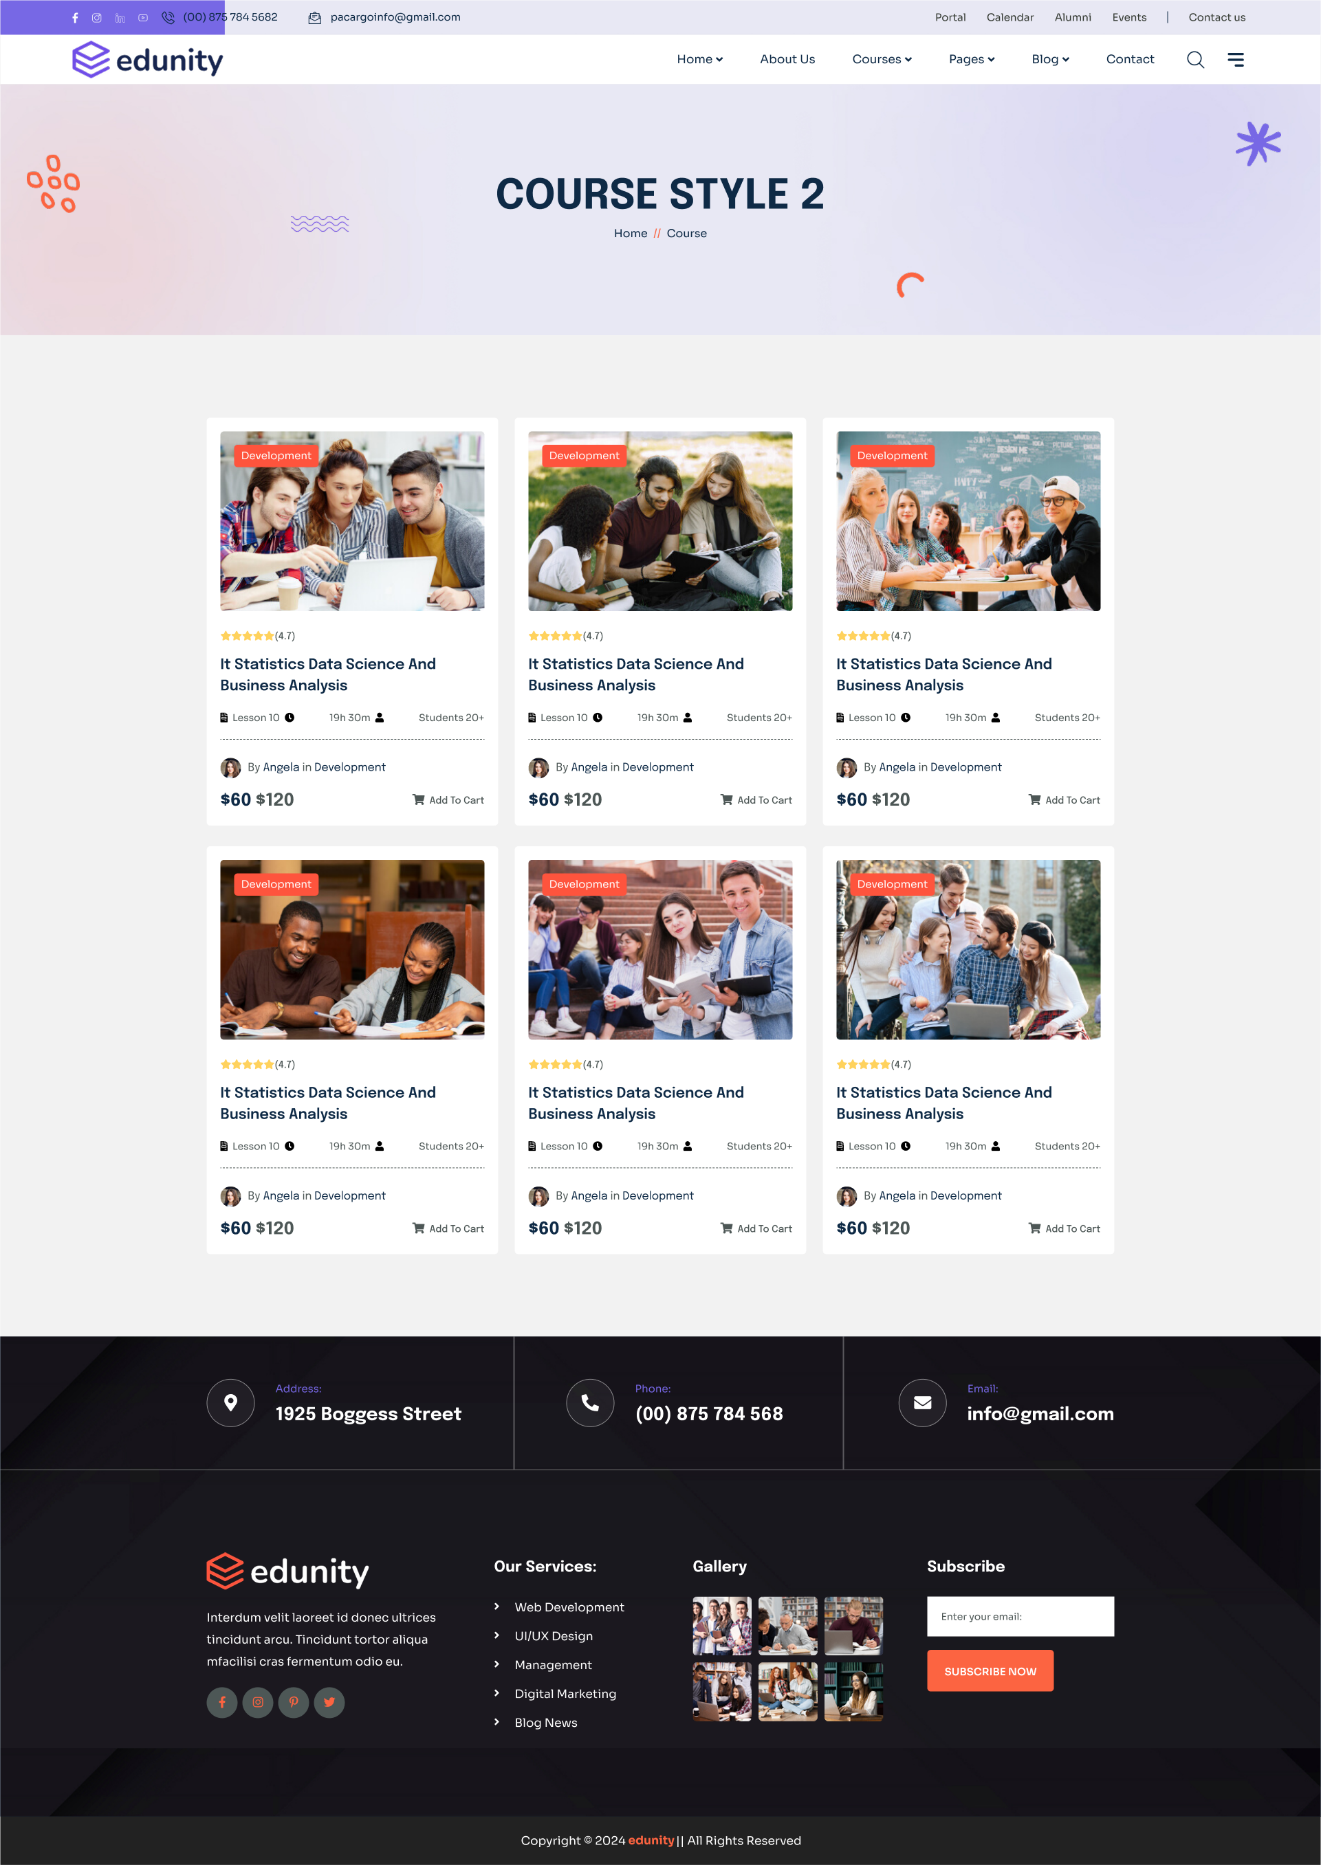 (00) 875 784 5682
pacargoinfo@gmail.com
Portal Calendar Alumni Events | Contact us
edunity
Home About Us Courses Pages Blog Contact
COURSE STYLE 2
Home // Course
Development
(4.7)
It Statistics Data Science And
Business Analysis
Lesson 10 19h 30m Students 20+
By Angela in Development
$60 $120 Add To Cart
Development
(4.7)
It Statistics Data Science And
Business Analysis
Lesson 10 19h 30m Students 20+
By Angela in Development
$60 $120 Add To Cart
Development
DESIGN ME
(4.7)
It Statistics Data Science And
Business Analysis
Lesson 10 19h 30m Students 20+
By Angela in Development
$60 $120 Add To Cart
Development
(4.7)
It Statistics Data Science And
Business Analysis
Lesson 10 19h 30m Students 20+
By Angela in Development
$60 $120 Add To Cart
Development
(4.7)
It Statistics Data Science And
Business Analysis
Lesson 10 19h 30m Students 20+
By Angela in Development
$60 $120 Add To Cart
Development
(4.7)
It Statistics Data Science And
Business Analysis
Lesson 10 19h 30m Students 20+
By Angela in Development
$60 $120 Add To Cart
Address:
1925 Boggess Street
Phone:
(00) 875 784 568
Email:
info@gmail.com
edunity
Interdum velit laoreet id donec ultrices
tincidunt arcu. Tincidunt tortor aliqua
mfacilisi cras fermentum odio eu.
Our Services:
Web Development
UI/UX Design
Management
Digital Marketing
Blog News
Gallery
Subscribe
Enter your email:
SUBSCRIBE NOW
Copyright © 2024 edunity || All Rights Reserved